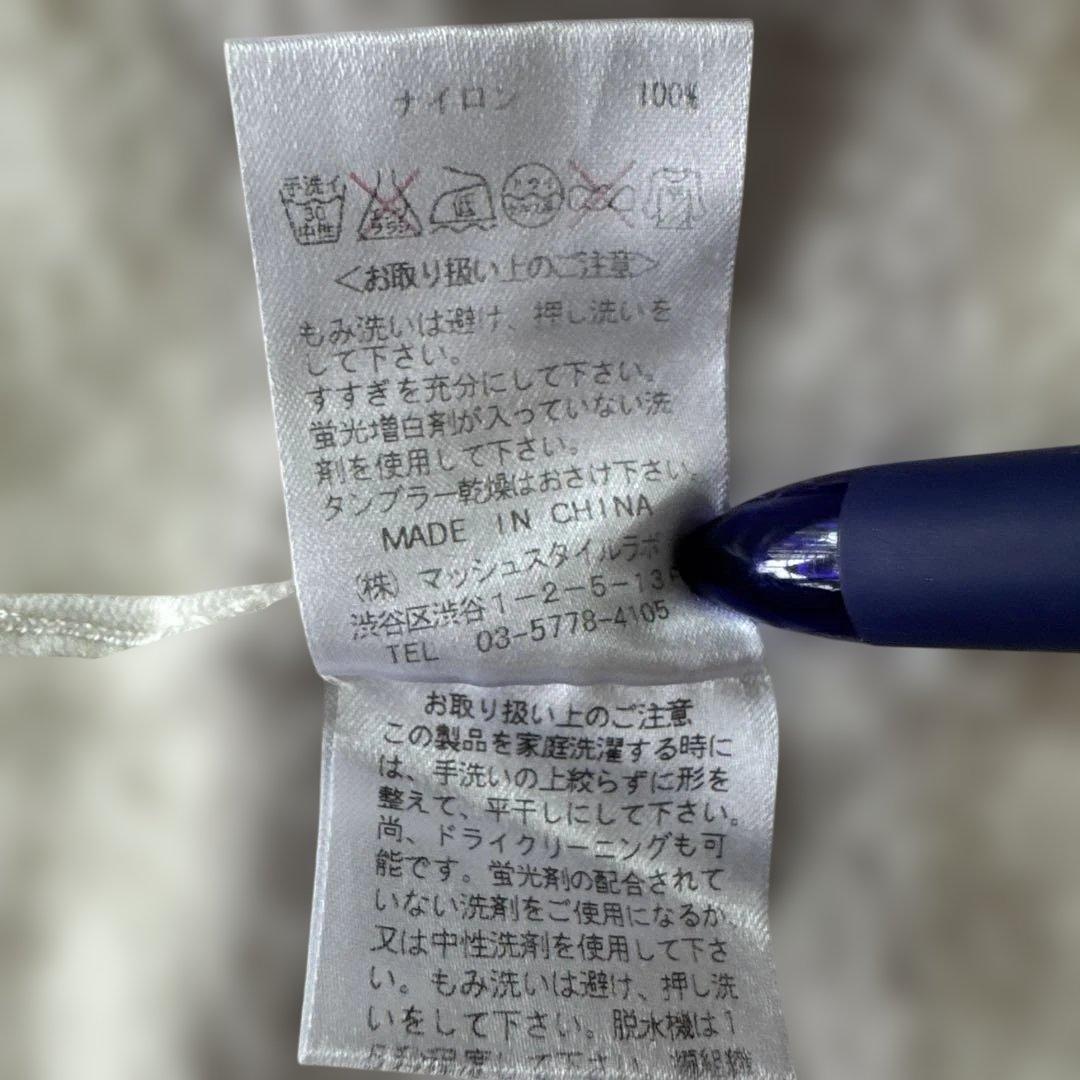 ナイロン 100%
手洗イ
30
中性
エンソ
サラシ
低
<お取り扱い上のご注意>
もみ洗いは避け、押し洗いを
して下さい。
すすぎを充分にして下さい。
蛍光増白剤が入っていない洗
剤を使用して下さい。
タンブラー乾燥はおさけ下さい。
MADE IN CHINA
(株) マッシュスタイルラボ
渋谷区渋谷1-2-5-13F
TEL 03-5778-4105
お取り扱い上のご注意
この製品を家庭洗濯する時に
は、手洗いの上絞らずに形を
整えて、平干しにして下さい。
尚、ドライクリーニングも可
能です。蛍光剤の配合されて
いない洗剤をご使用になるか
又は中性洗剤を使用して下さ
い。もみ洗いは避け、押し洗
いをして下さい。脱水機は1
して下さい。